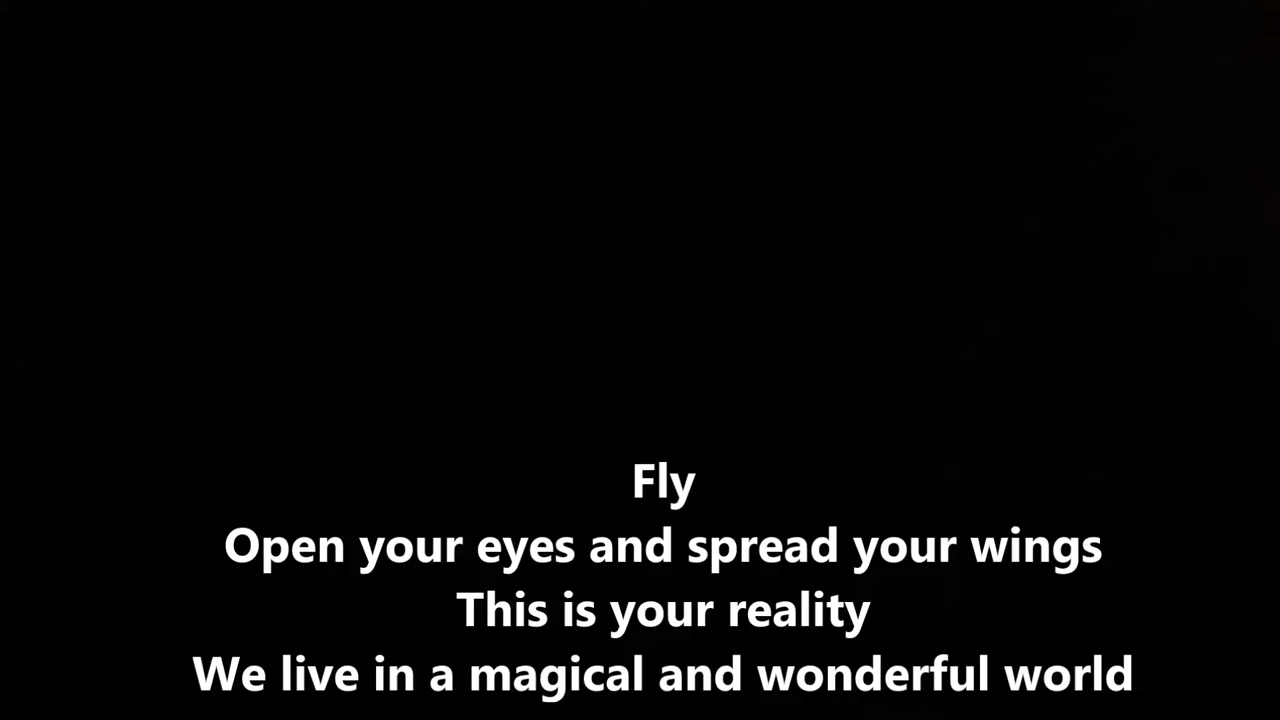 Fly
Open your eyes and spread your wings
This is your reality
We live in a magical and wonderful world